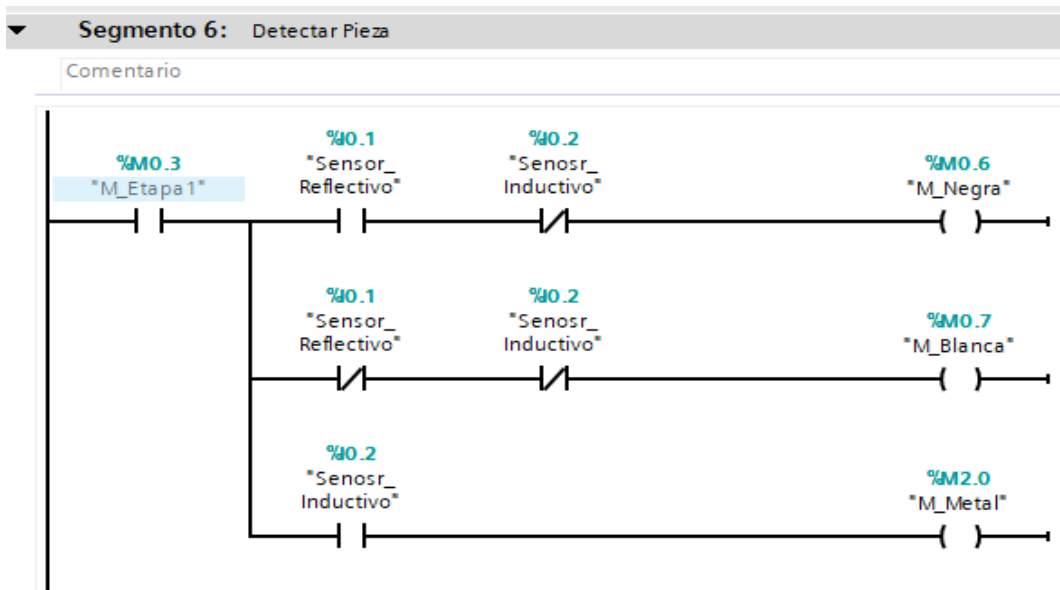 Segmento 6: Detectar Pieza
Comentario
%M0.3
"M_Etapa1"
%I0.1
"Sensor_
Reflectivo"
%I0.2
"Senosr_
Inductivo"
%M0.6
"M_Negra"
%I0.1
"Sensor_
Reflectivo"
%I0.2
"Senosr_
Inductivo"
%M0.7
"M_Blanca"
%I0.2
"Senosr_
Inductivo"
%M2.0
"M_Metal"